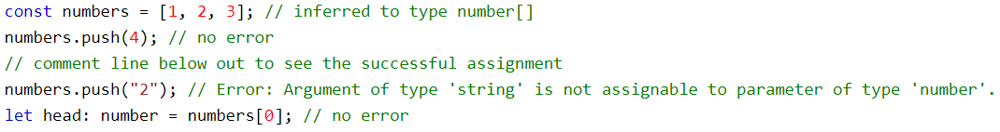 const numbers = [1, 2, 3]; // inferred to type number[]
numbers.push(4); // no error
// comment line below out to see the successful assignment
numbers.push("2"); // Error: Argument of type 'string' is not assignable to parameter of type 'number'.
let head: number = numbers[0]; // no error